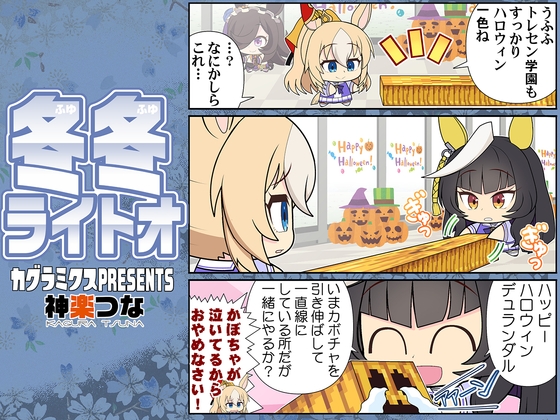 冬冬
ふゆ ふゆ
ライトオ
カグラミクスPRESENTS
神楽つな
KAGURA TSUNA
うふふ
トレセン学園も
すっかり
ハロウィン
一色ね
…?
なにかしら
これ…
Happy
Halloween!
Happy
Halloween!
ぎゅっ
ぎゅっ
ハッピー
ハロウィン
デュランダル
いまカボチャを
引き伸ばして
一直線に
している所だが
一緒にやるか?
かぼちゃが
泣いてるから
おやめなさい!